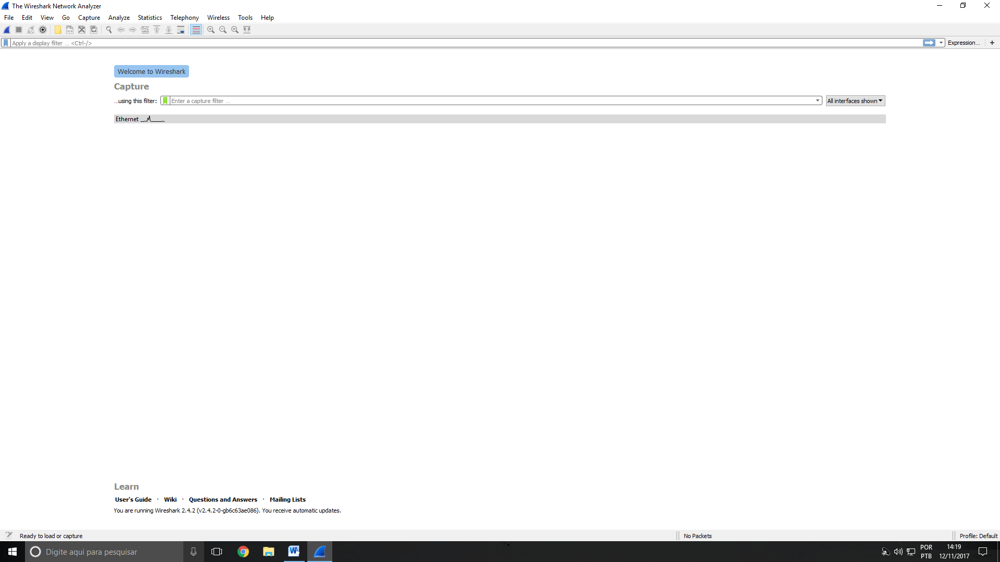 The Wireshark Network Analyzer
File Edit View Go Capture Analyze Statistics Telephony Wireless Tools Help
Apply a display filter ... <Ctrl-/>
Expression... +
Welcome to Wireshark
Capture
...using this filter: Enter a capture filter ... All interfaces shown
Ethernet
Learn
User's Guide · Wiki · Questions and Answers · Mailing Lists
You are running Wireshark 2.4.2 (v2.4.2-0-gb6c63ae086). You receive automatic updates.
Ready to load or capture No Packets Profile: Default
Digite aqui para pesquisar
POR 14:19
PTB 12/11/2017